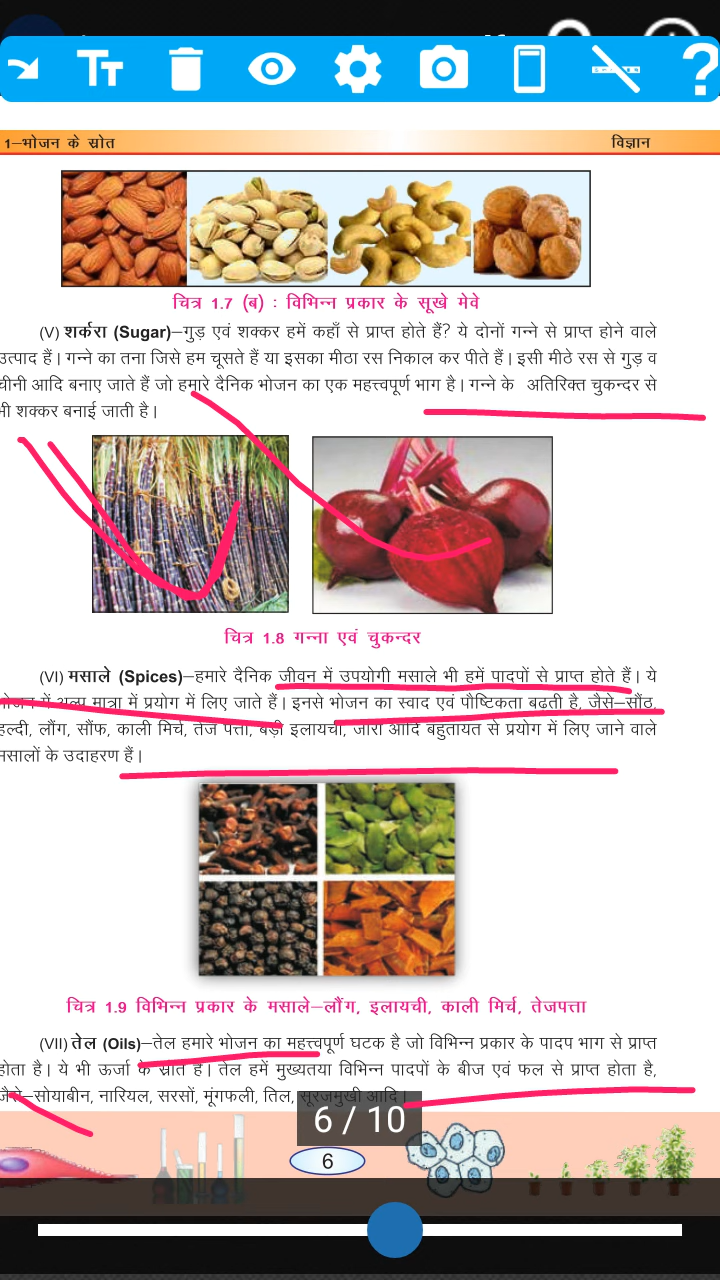 TT
?
1–भोजन के स्रोत
विज्ञान
चित्र 1.7 (ब) : विभिन्न प्रकार के सूखे मेवे
(V) शर्करा (Sugar)–गुड़ एवं शक्कर हमें कहाँ से प्राप्त होते हैं? ये दोनों गन्ने से प्राप्त होने वाले
उत्पाद हैं। गन्ने का तना जिसे हम चूसते हैं या इसका मीठा रस निकाल कर पीते हैं। इसी मीठे रस से गुड़ व
चीनी आदि बनाए जाते हैं जो हमारे दैनिक भोजन का एक महत्त्वपूर्ण भाग है। गन्ने के अतिरिक्त चुकन्दर से
भी शक्कर बनाई जाती है।
चित्र 1.8 गन्ना एवं चुकन्दर
(VI) मसाले (Spices)–हमारे दैनिक जीवन में उपयोगी मसाले भी हमें पादपों से प्राप्त होते हैं। ये
भोजन में अल्प मात्रा में प्रयोग में लिए जाते हैं। इनसे भोजन का स्वाद एवं पौष्टिकता बढती है, जैसे–सौंठ,
हल्दी, लौंग, सौंफ, काली मिर्च, तेज पत्ता, बड़ी इलायची, जीरा आदि बहुतायत से प्रयोग में लिए जाने वाले
मसालों के उदाहरण हैं।
चित्र 1.9 विभिन्न प्रकार के मसाले–लौंग, इलायची, काली मिर्च, तेजपत्ता
(VII) तेल (Oils)–तेल हमारे भोजन का महत्त्वपूर्ण घटक है जो विभिन्न प्रकार के पादप भाग से प्राप्त
होता है। ये भी ऊर्जा के स्रोत हैं। तेल हमें मुख्यतया विभिन्न पादपों के बीज एवं फल से प्राप्त होता है,
जैसे–सोयाबीन, नारियल, सरसों, मूंगफली, तिल, सूरजमुखी आदि।
6 / 10
6